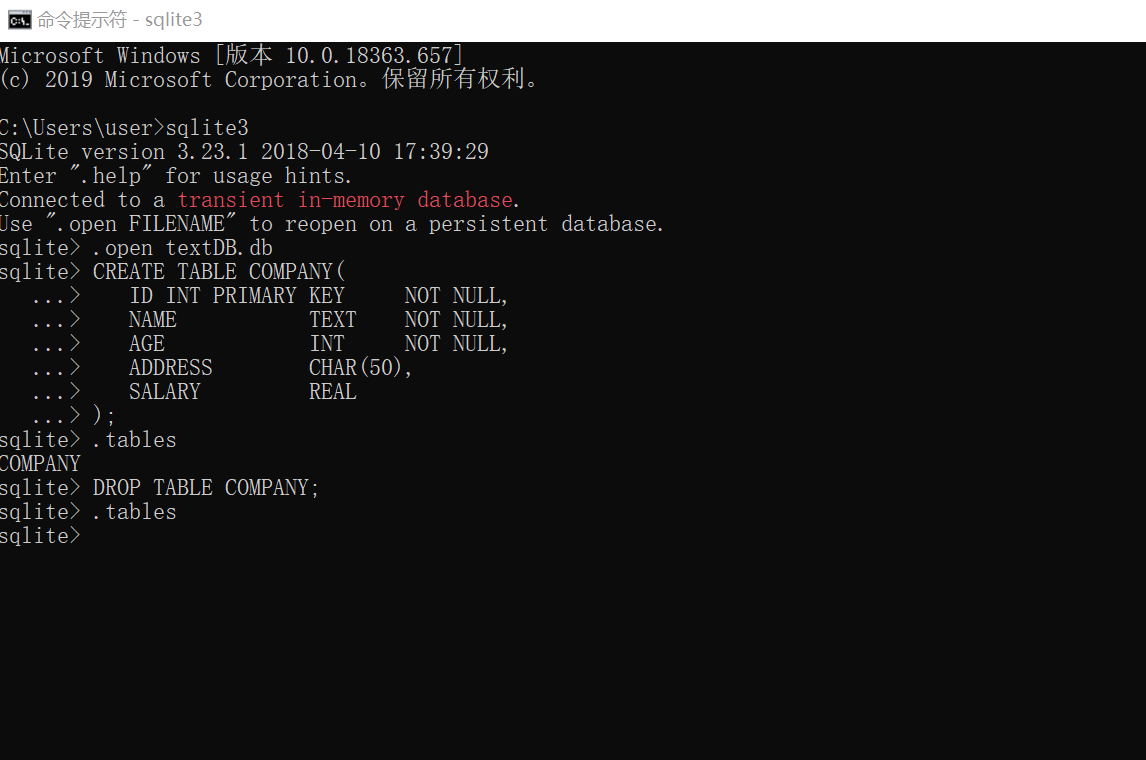 命令提示符 - sqlite3
Microsoft Windows [版本 10.0.18363.657]
(c) 2019 Microsoft Corporation。保留所有权利。
C:\Users\user>sqlite3
SQLite version 3.23.1 2018-04-10 17:39:29
Enter ".help" for usage hints.
Connected to a transient in-memory database.
Use ".open FILENAME" to reopen on a persistent database.
sqlite> .open textDB.db
sqlite> CREATE TABLE COMPANY(
   ...>    ID INT PRIMARY KEY     NOT NULL,
   ...>    NAME           TEXT    NOT NULL,
   ...>    AGE            INT     NOT NULL,
   ...>    ADDRESS        CHAR(50),
   ...>    SALARY         REAL
   ...> );
sqlite> .tables
COMPANY
sqlite> DROP TABLE COMPANY;
sqlite> .tables
sqlite>